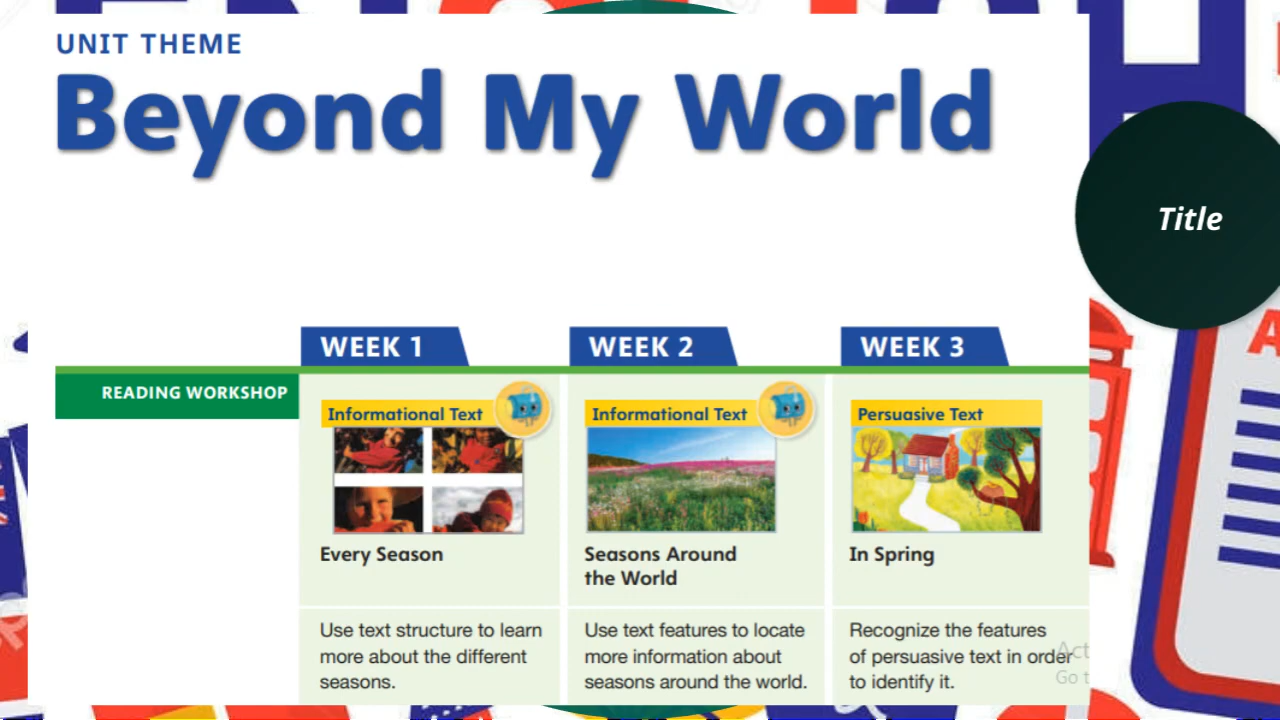 UNIT THEME
Beyond My World
Title
WEEK 1
WEEK 2
WEEK 3
READING WORKSHOP
Informational Text
Informational Text
Persuasive Text
Every Season
Seasons Around
the World
In Spring
Use text structure to learn
more about the different
seasons.
Use text features to locate
more information about
seasons around the world.
Recognize the features
of persuasive text in order
to identify it.
Go t